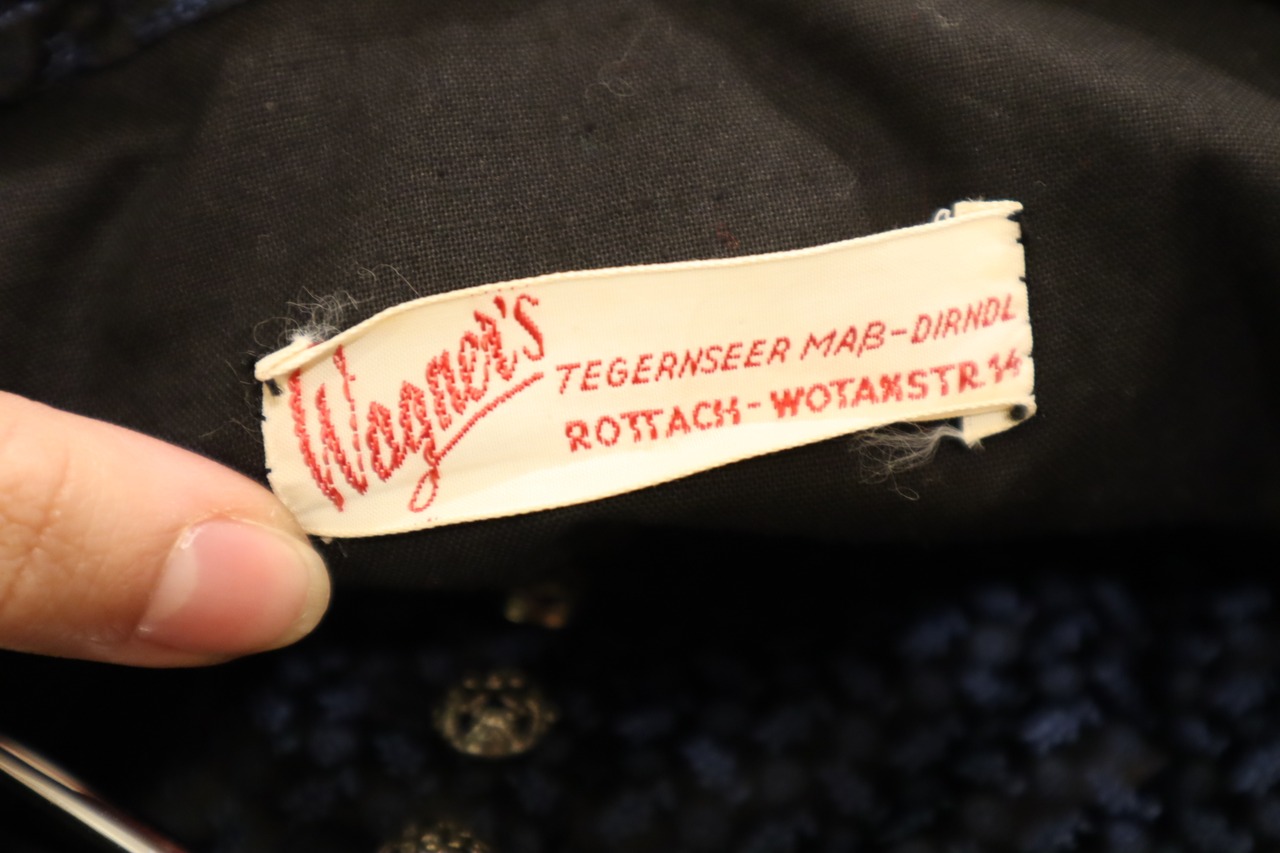 Wagner's
TEGERNSEER MAß-DIRNDL
ROTTACH-WOTANSTR. 14